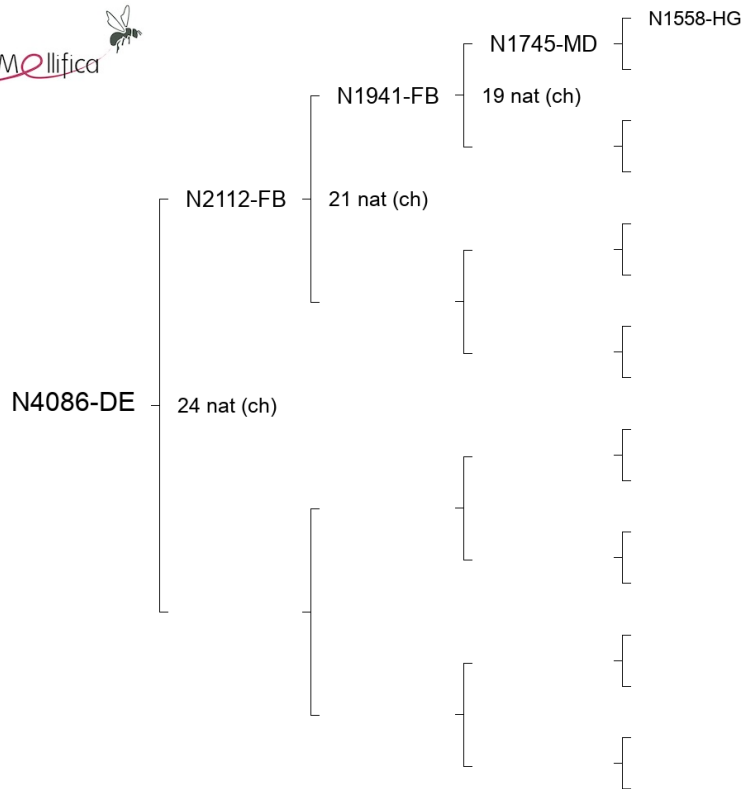 Mellifica
N1558-HG
N1745-MD
N1941-FB
19 nat (ch)
N2112-FB
21 nat (ch)
N4086-DE
24 nat (ch)